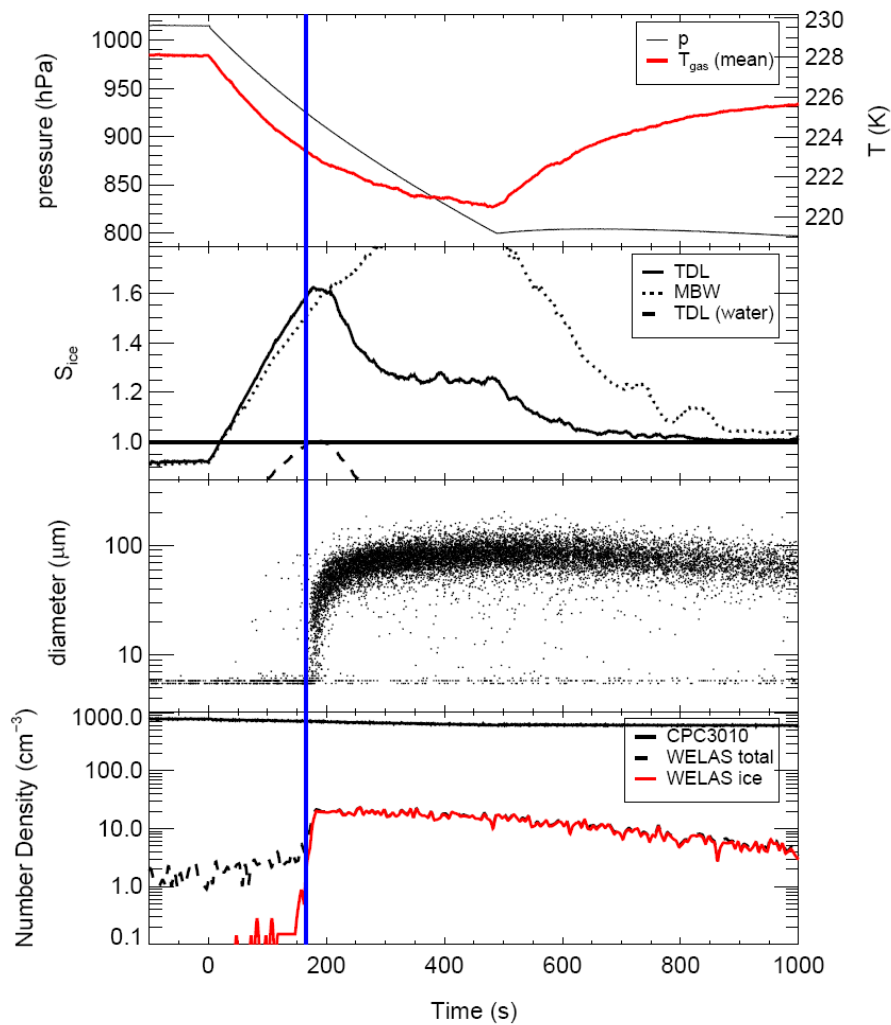 1000
950
900
850
800
pressure (hPa)
230
228
226
224
222
220
T (K)
p
T gas (mean)
1.6
1.4
1.2
1.0
S ice
TDL
MBW
TDL (water)
100
10
diameter (µm)
1000.0
100.0
10.0
1.0
0.1
Number Density (cm⁻³)
CPC3010
WELAS total
WELAS ice
0
200
400
600
800
1000
Time (s)